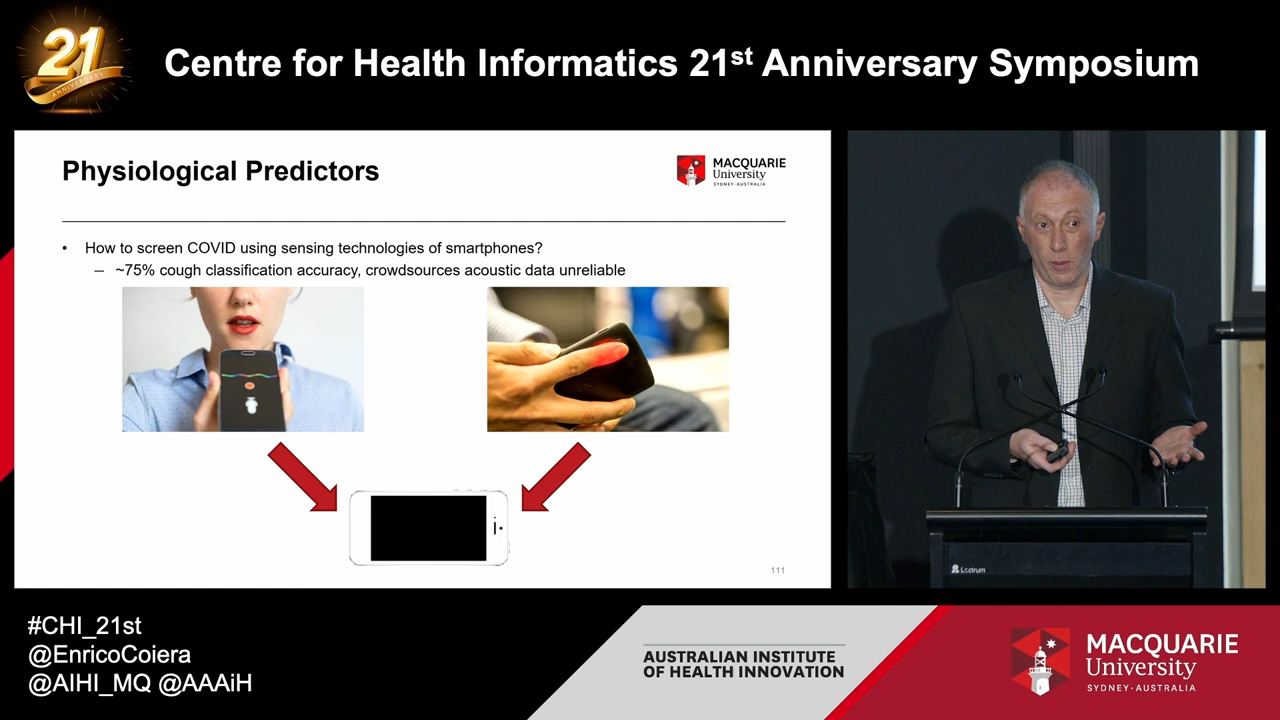 21
ANNIVERSARY
Centre for Health Informatics 21st Anniversary Symposium
Physiological Predictors
MACQUARIE
University
SYDNEY·AUSTRALIA
• How to screen COVID using sensing technologies of smartphones?
– ~75% cough classification accuracy, crowdsources acoustic data unreliable
111
Lectrum
#CHI_21st
@EnricoCoiera
@AIHI_MQ @AAAiH
AUSTRALIAN INSTITUTE
OF HEALTH INNOVATION
MACQUARIE
University
SYDNEY·AUSTRALIA